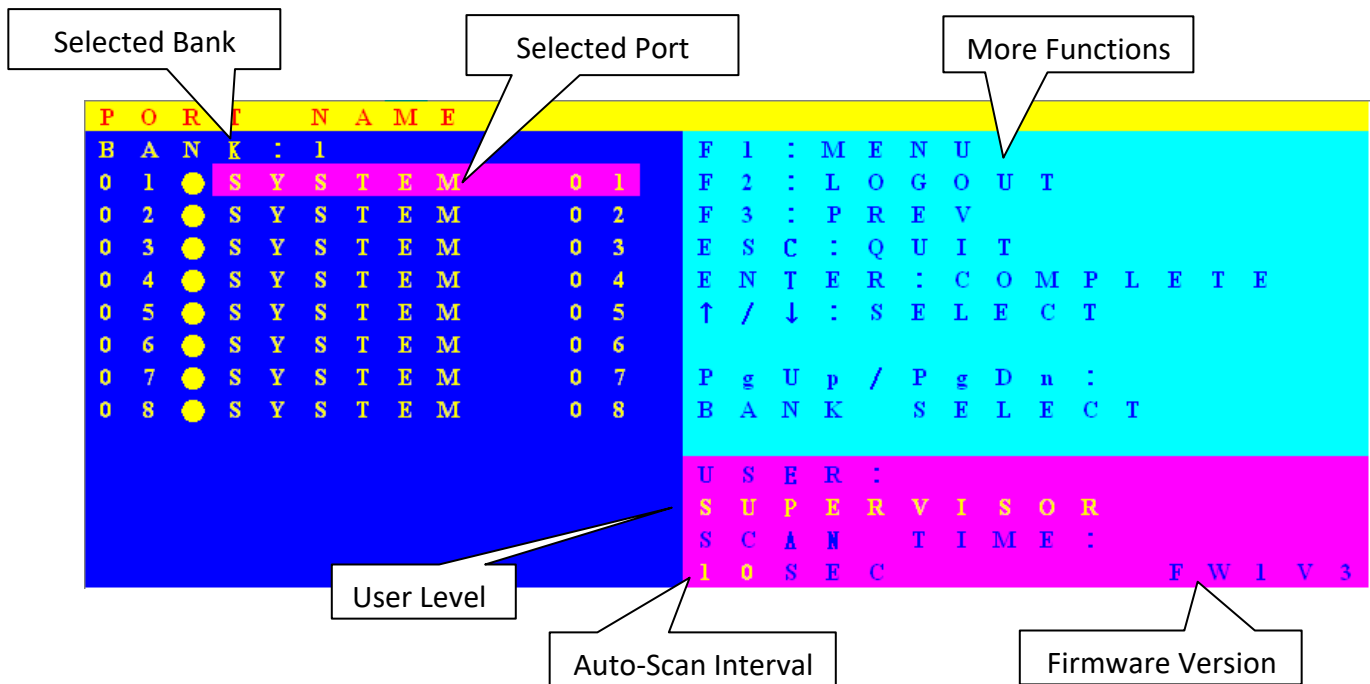 Selected Bank
Selected Port
More Functions
PORT NAME
BANK:1
01 SYSTEM 01
02 SYSTEM 02
03 SYSTEM 03
04 SYSTEM 04
05 SYSTEM 05
06 SYSTEM 06
07 SYSTEM 07
08 SYSTEM 08
F1:MENU
F2:LOGOUT
F3:PREV
ESC:QUIT
ENTER:COMPLETE
↑/↓:SELECT
PgUp/PgDn:
BANK SELECT
USER:
SUPERVISOR
SCAN TIME:
10SEC FW1V3
User Level
Auto-Scan Interval
Firmware Version